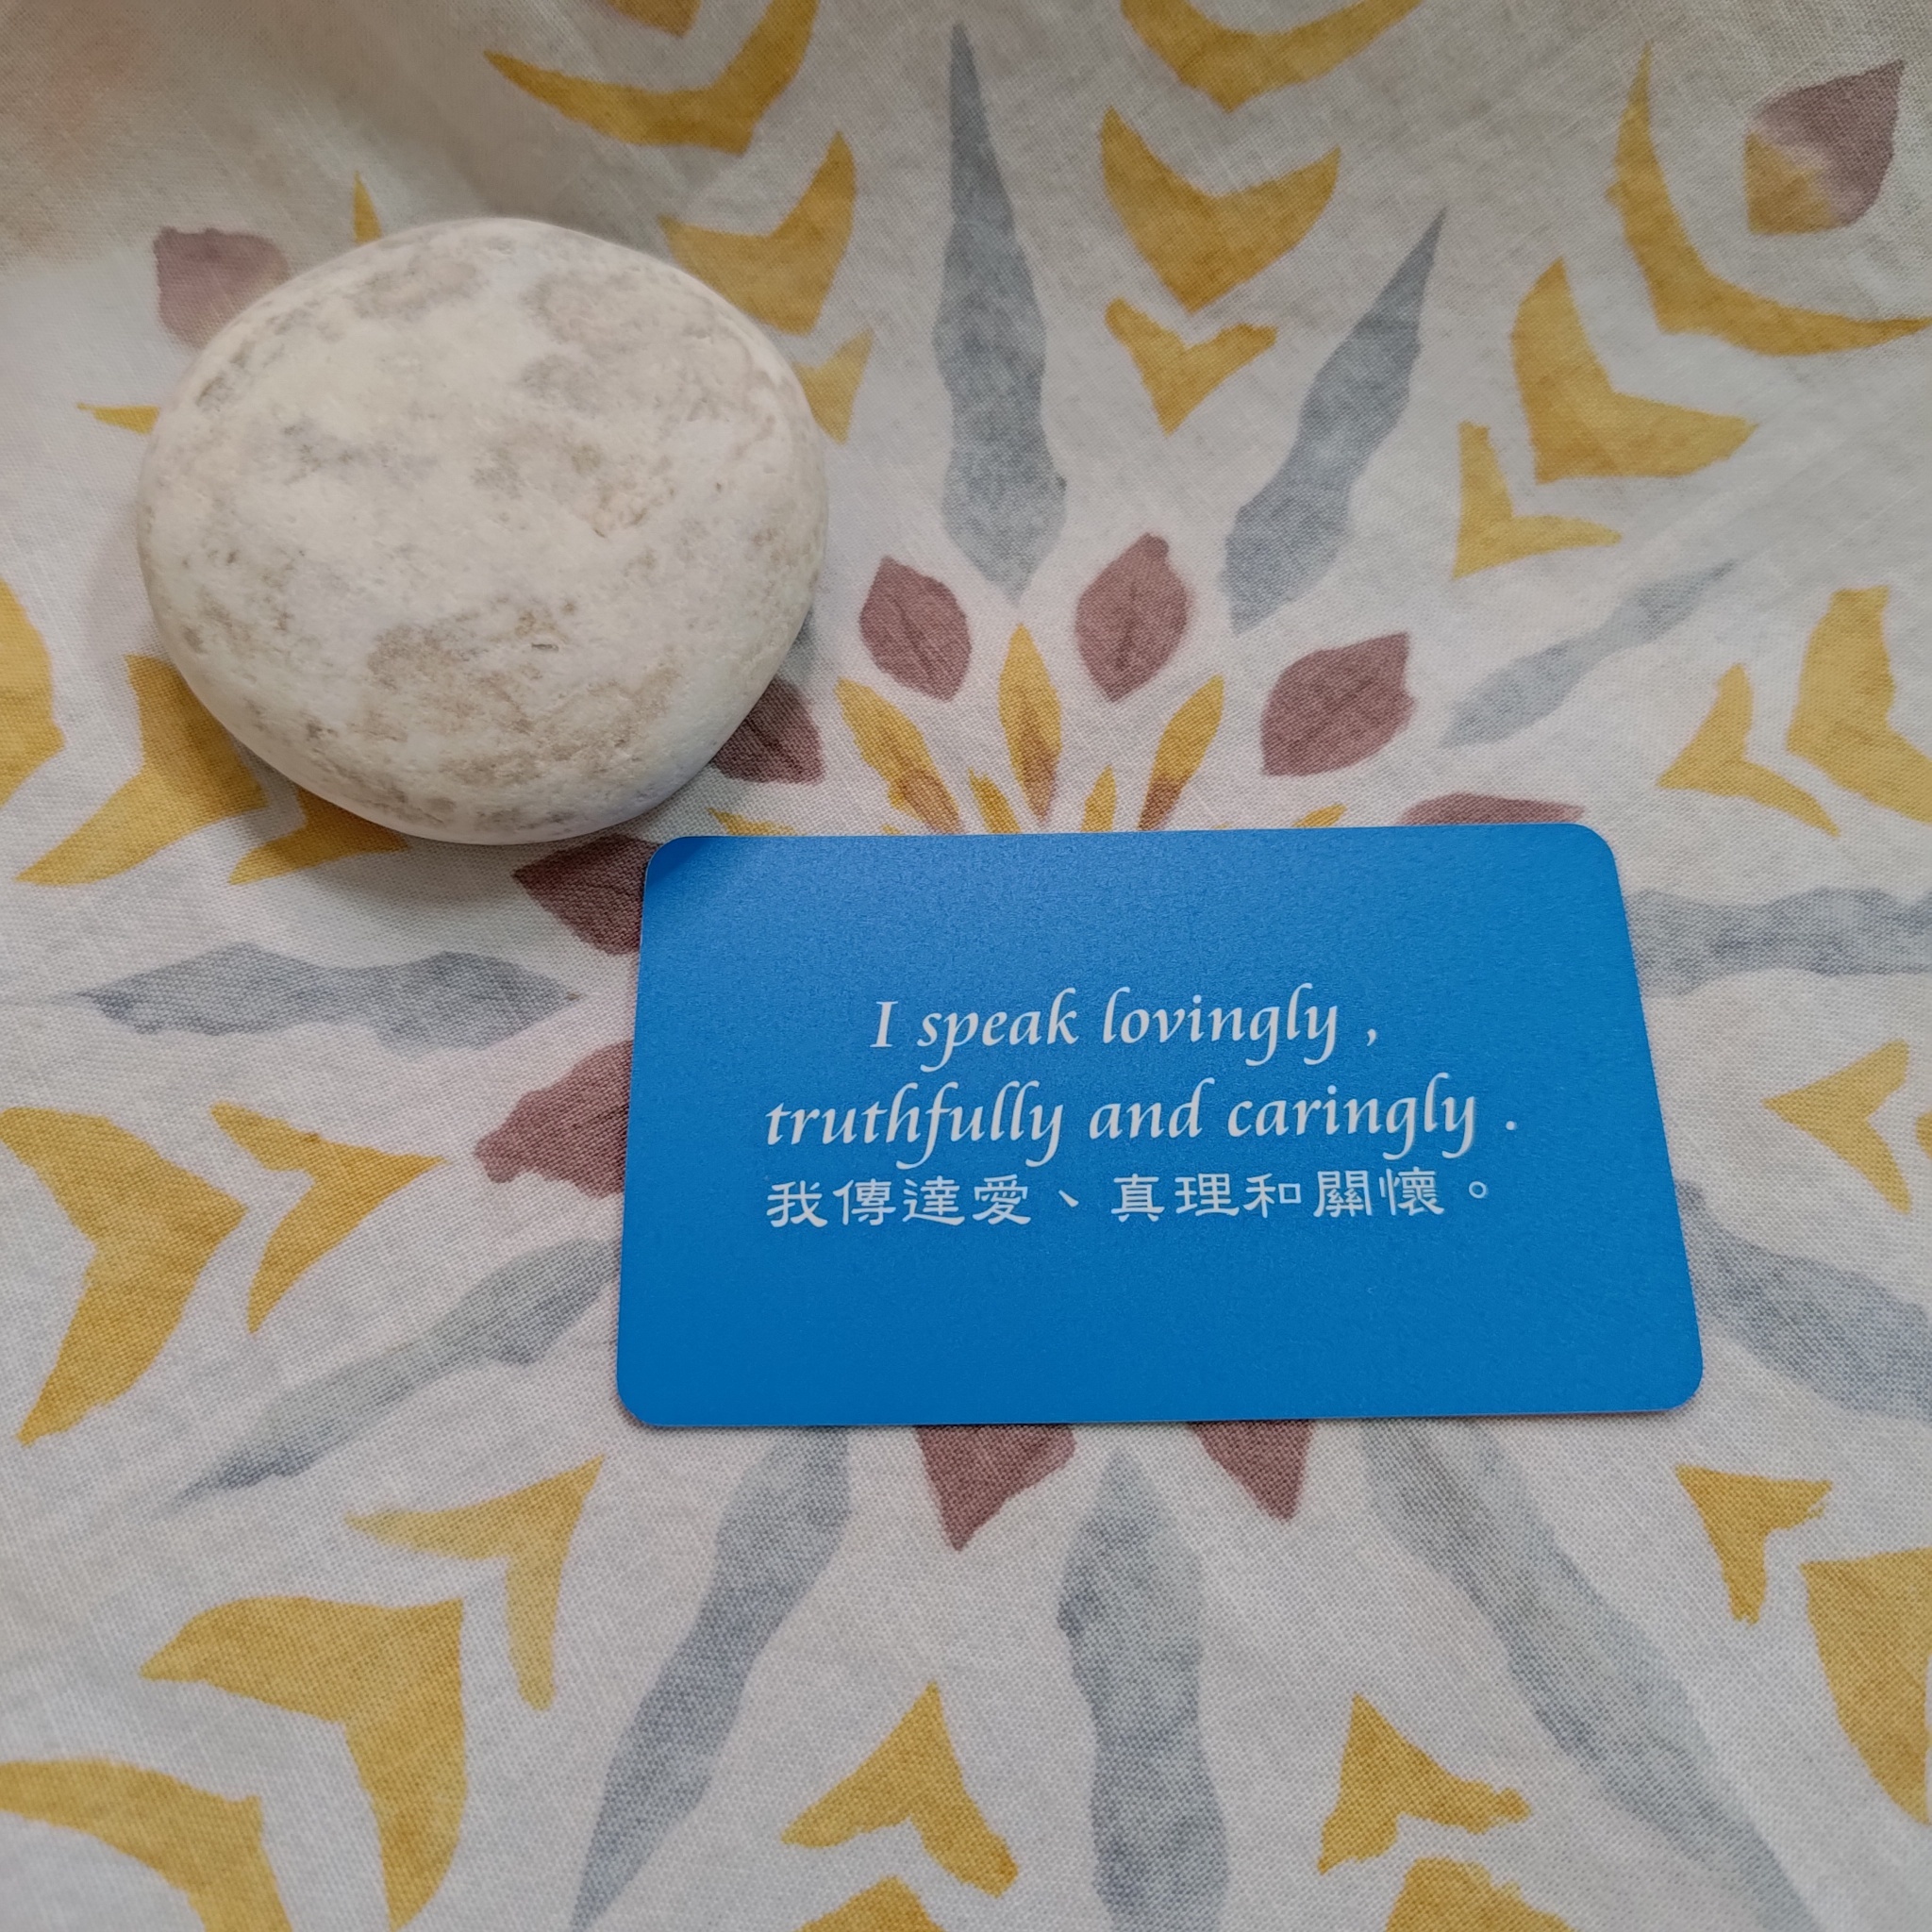 I speak lovingly ,
truthfully and caringly .
我傳達愛、真理和關懷。